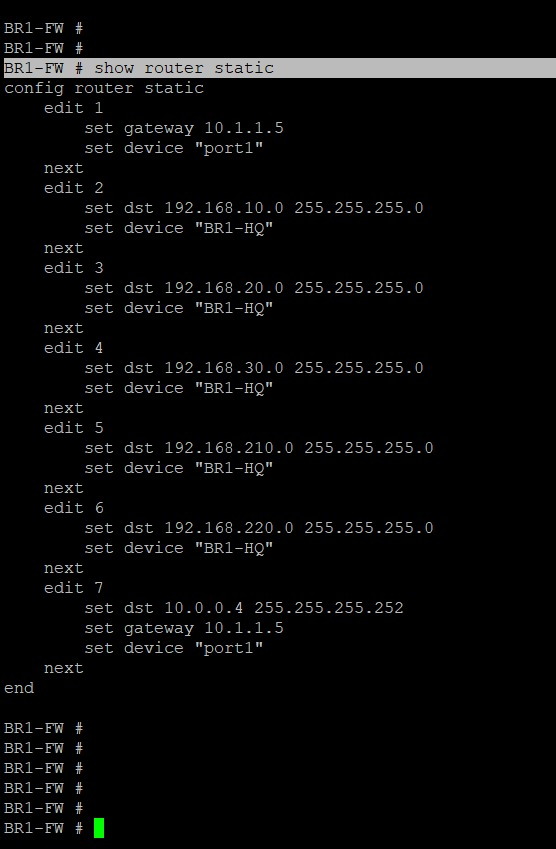 BR1-FW #
BR1-FW #
BR1-FW # show router static
config router static
    edit 1
        set gateway 10.1.1.5
        set device "port1"
    next
    edit 2
        set dst 192.168.10.0 255.255.255.0
        set device "BR1-HQ"
    next
    edit 3
        set dst 192.168.20.0 255.255.255.0
        set device "BR1-HQ"
    next
    edit 4
        set dst 192.168.30.0 255.255.255.0
        set device "BR1-HQ"
    next
    edit 5
        set dst 192.168.210.0 255.255.255.0
        set device "BR1-HQ"
    next
    edit 6
        set dst 192.168.220.0 255.255.255.0
        set device "BR1-HQ"
    next
    edit 7
        set dst 10.0.0.4 255.255.255.252
        set gateway 10.1.1.5
        set device "port1"
    next
end
BR1-FW #
BR1-FW #
BR1-FW #
BR1-FW #
BR1-FW #
BR1-FW #